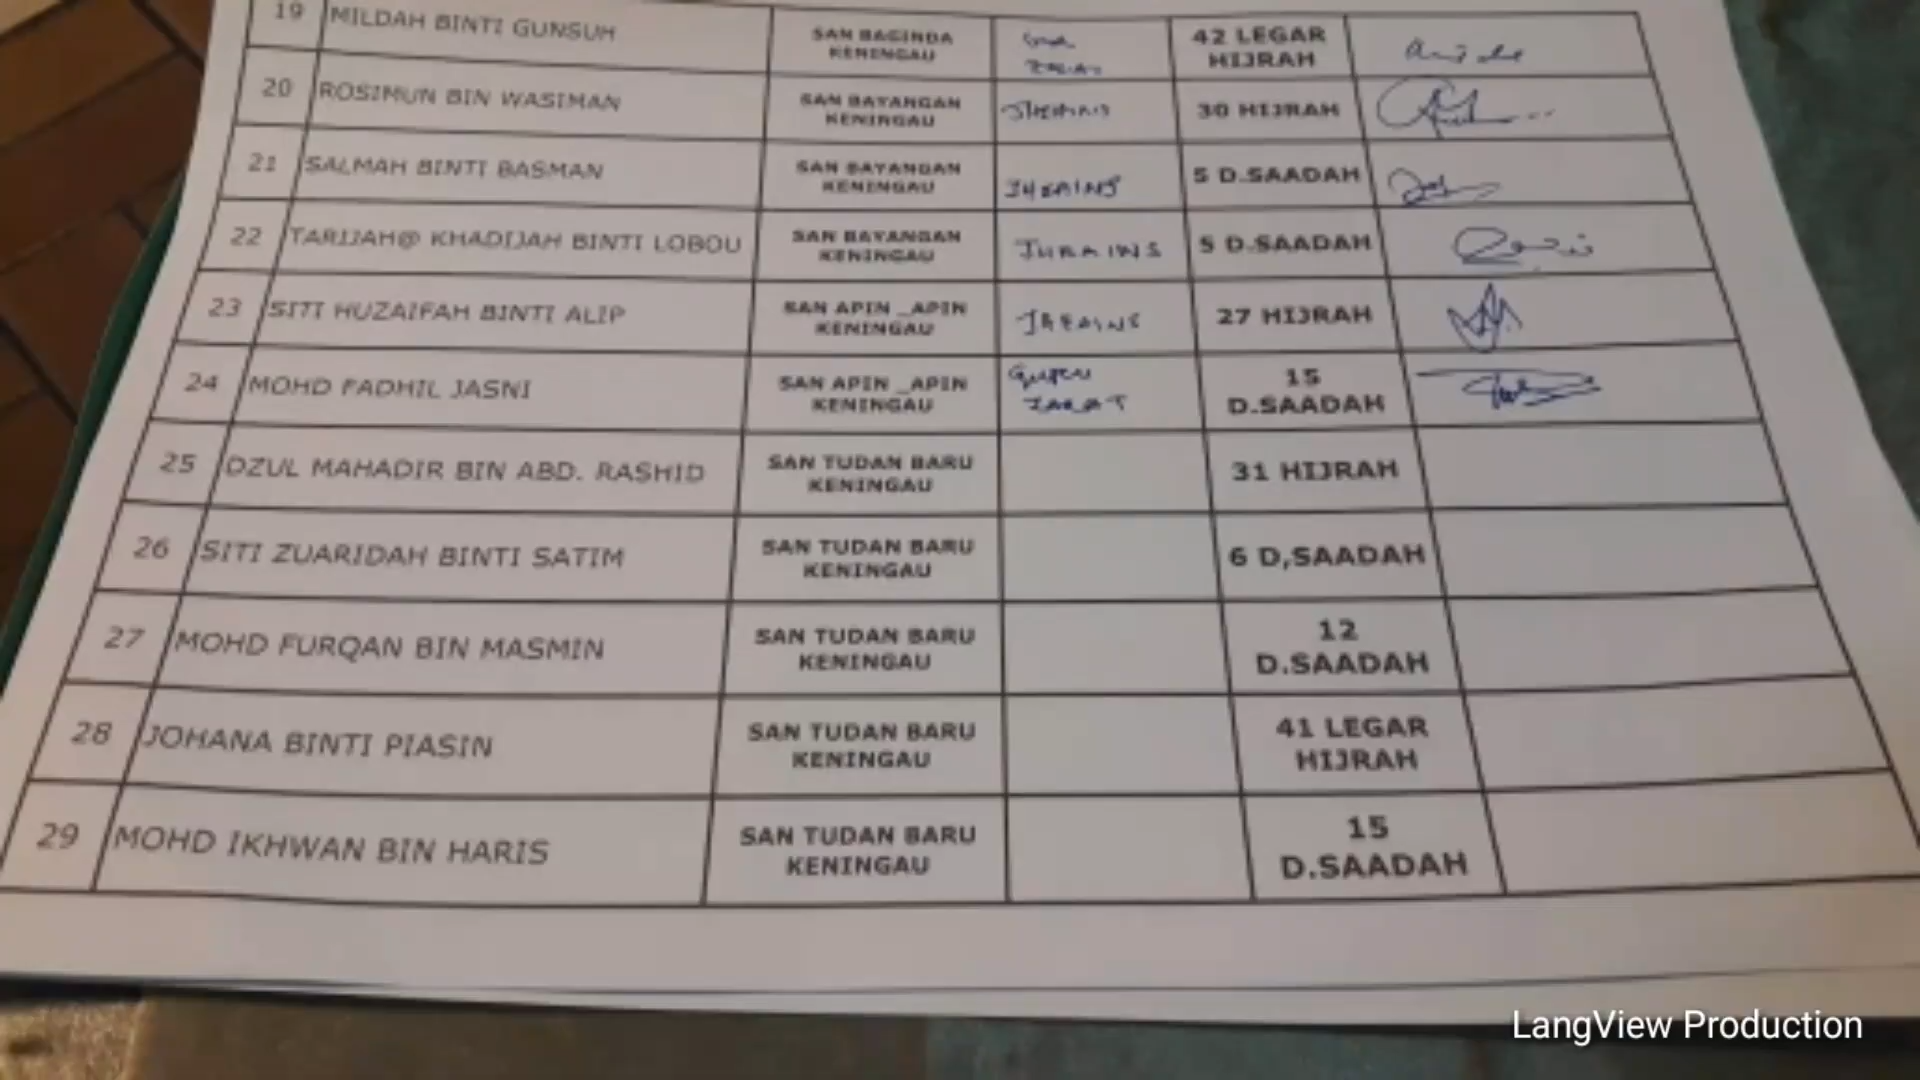 19 MILDAH BINTI GUNSUH SAN BAGINDA KENINGAU 42 LEGAR HIJRAH
20 ROSIMUN BIN WASIMAN SAN BAYANGAN KENINGAU 30 HIJRAH
21 SALMAH BINTI BASMAN SAN BAYANGAN KENINGAU 5 D.SAADAH
22 TARIJAH@ KHADIJAH BINTI LOBOU SAN BAYANGAN KENINGAU 5 D.SAADAH
23 SITI HUZAIFAH BINTI ALIP SAN APIN _APIN KENINGAU 27 HIJRAH
24 MOHD FADHIL JASNI SAN APIN _APIN KENINGAU 15 D.SAADAH
25 DZUL MAHADIR BIN ABD. RASHID SAN TUDAN BARU KENINGAU 31 HIJRAH
26 SITI ZUARIDAH BINTI SATIM SAN TUDAN BARU KENINGAU 6 D,SAADAH
27 MOHD FURQAN BIN MASMIN SAN TUDAN BARU KENINGAU 12 D.SAADAH
28 JOHANA BINTI PIASIN SAN TUDAN BARU KENINGAU 41 LEGAR HIJRAH
29 MOHD IKHWAN BIN HARIS SAN TUDAN BARU KENINGAU 15 D.SAADAH
LangView Production